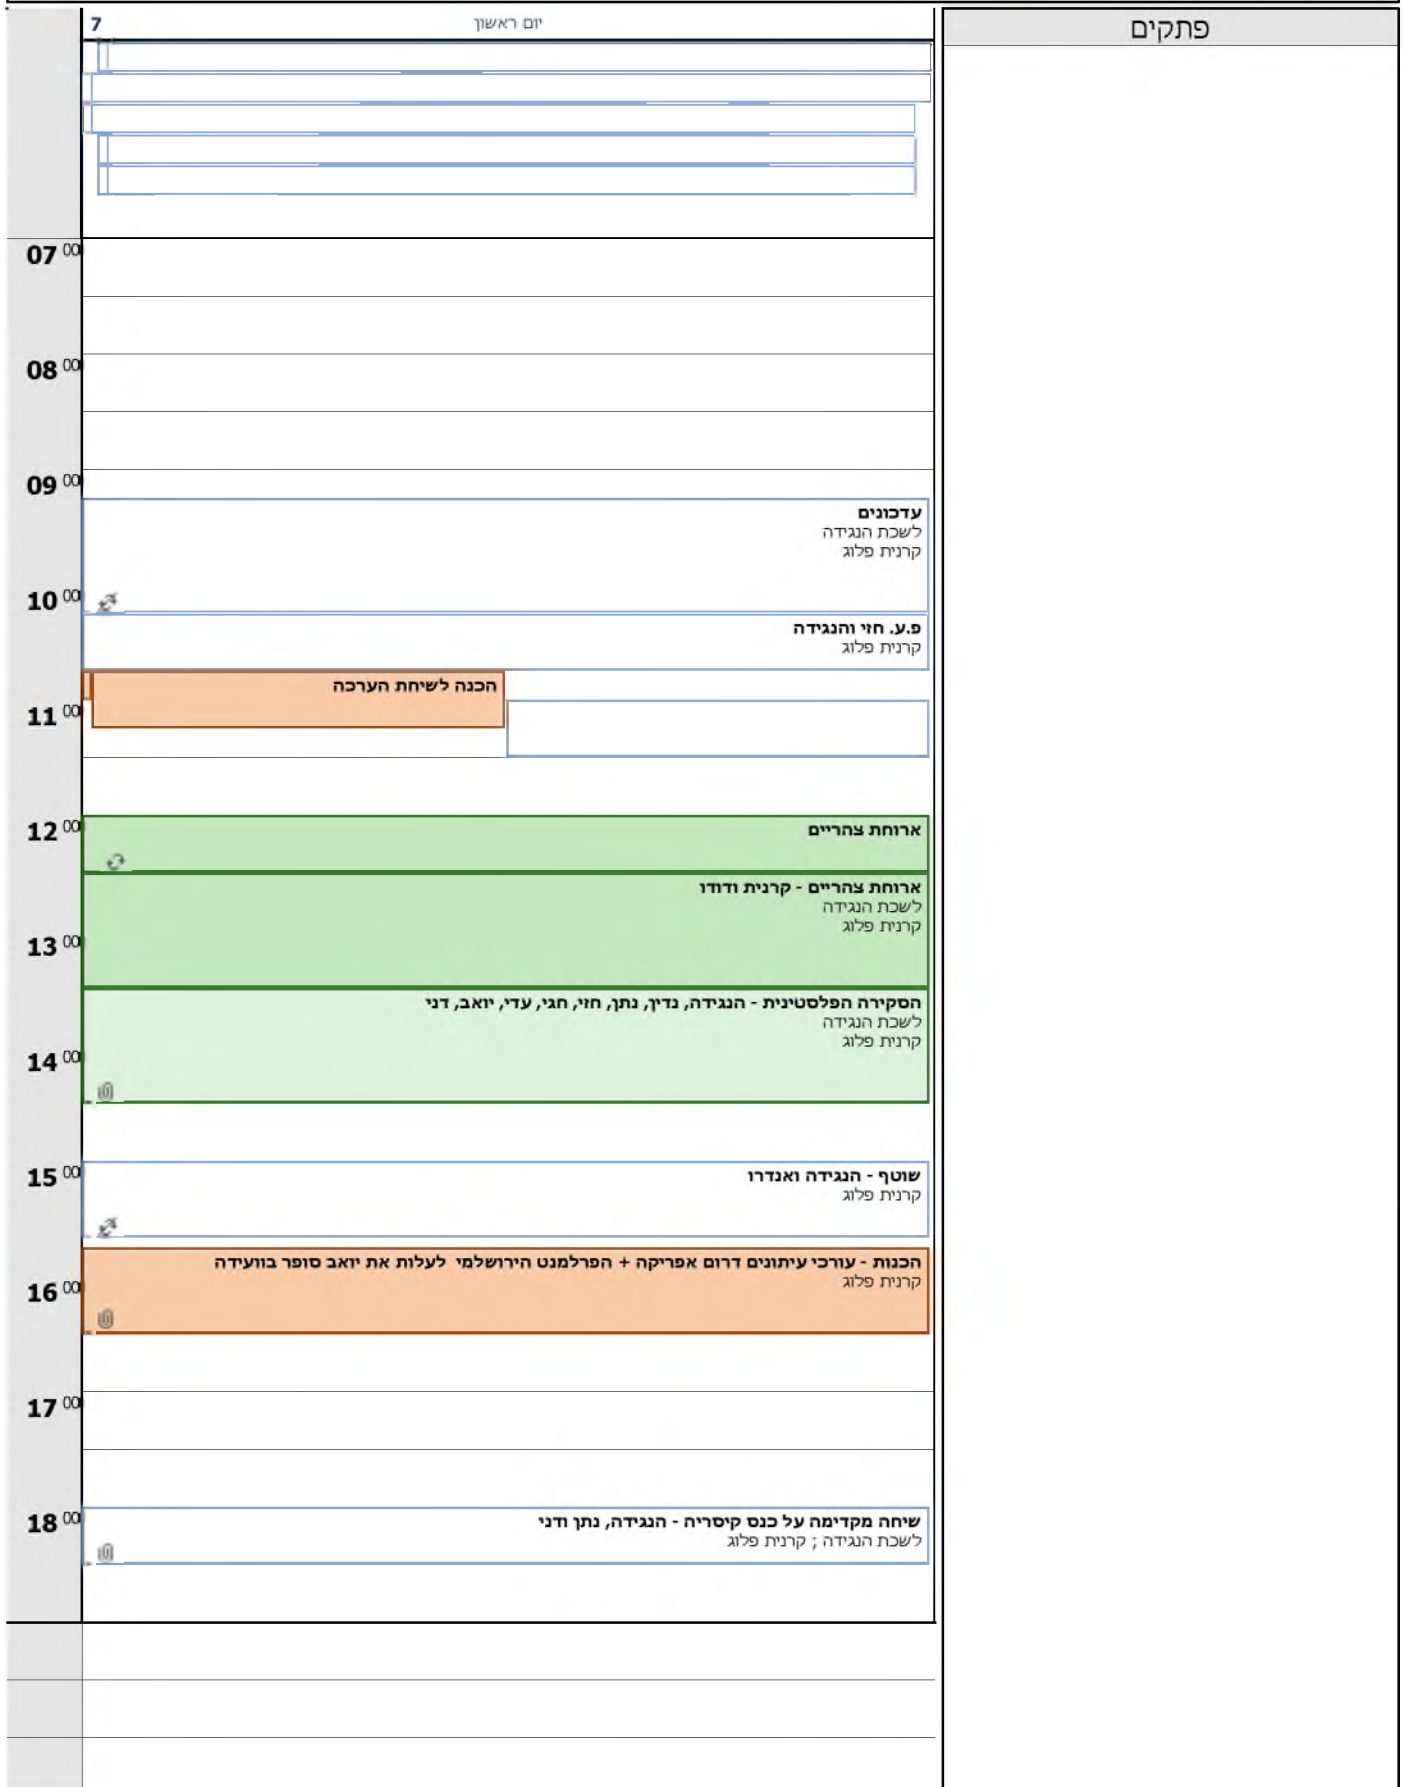 7
יום ראשון
פתקים
07 00
08 00
09 00
עדכונים
לשכת הנגידה
קרנית פלוג
10 00
פ.ע. חזי והנגידה
קרנית פלוג
הכנה לשיחת הערכה
11 00
12 00
ארוחת צהריים
ארוחת צהריים - קרנית ודודו
לשכת הנגידה
קרנית פלוג
13 00
הסקירה הפלסטינית - הנגידה, נדין, נתן, חזי, חגי, עדי, יואב, דני
לשכת הנגידה
קרנית פלוג
14 00
15 00
שוטף - הנגידה ואנדרו
קרנית פלוג
הכנות - עורכי עיתונים דרום אפריקה + הפרלמנט הירושלמי לעלות את יואב סופר בוועידה
קרנית פלוג
16 00
17 00
18 00
שיחה מקדימה על כנס קיסריה - הנגידה, נתן ודני
לשכת הנגידה ; קרנית פלוג